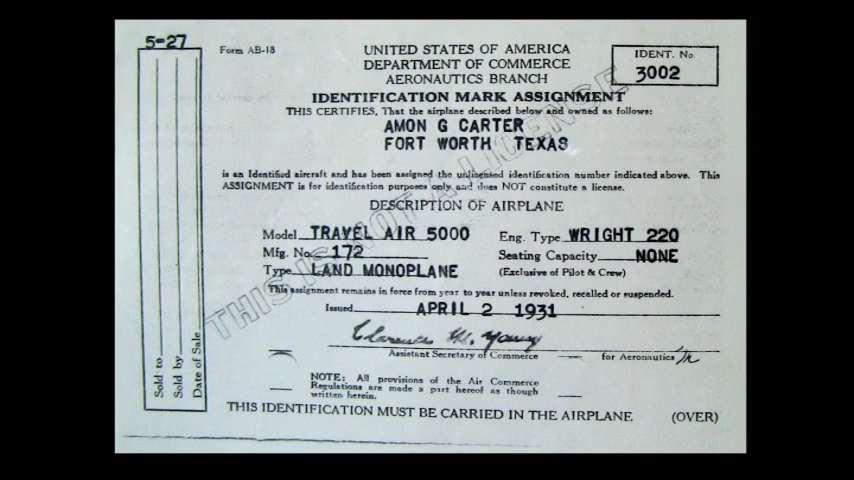 5-27
Form AB-18
UNITED STATES OF AMERICA
DEPARTMENT OF COMMERCE
AERONAUTICS BRANCH
IDENT. No.
3002
IDENTIFICATION MARK ASSIGNMENT
THIS CERTIFIES, That the airplane described below and owned as follows:
AMON G CARTER
FORT WORTH TEXAS
is an Identified aircraft and has been assigned the unlicensed identification number indicated above. This
ASSIGNMENT is for identification purposes only and does NOT constitute a license.
THIS IS NOT A LICENSE
DESCRIPTION OF AIRPLANE
Model TRAVEL AIR 5000 Eng. Type WRIGHT 220
Mfg. No. 172 Seating Capacity NONE
Type LAND MONOPLANE (Exclusive of Pilot & Crew)
This assignment remains in force from year to year unless revoked, recalled or suspended.
Issued APRIL 2 1931
Clarence M. Young
Assistant Secretary of Commerce for Aeronautics
NOTE: All provisions of the Air Commerce
Regulations are made a part hereof as though
written herein.
THIS IDENTIFICATION MUST BE CARRIED IN THE AIRPLANE. (OVER)
Sold to
Sold by
Date of Sale